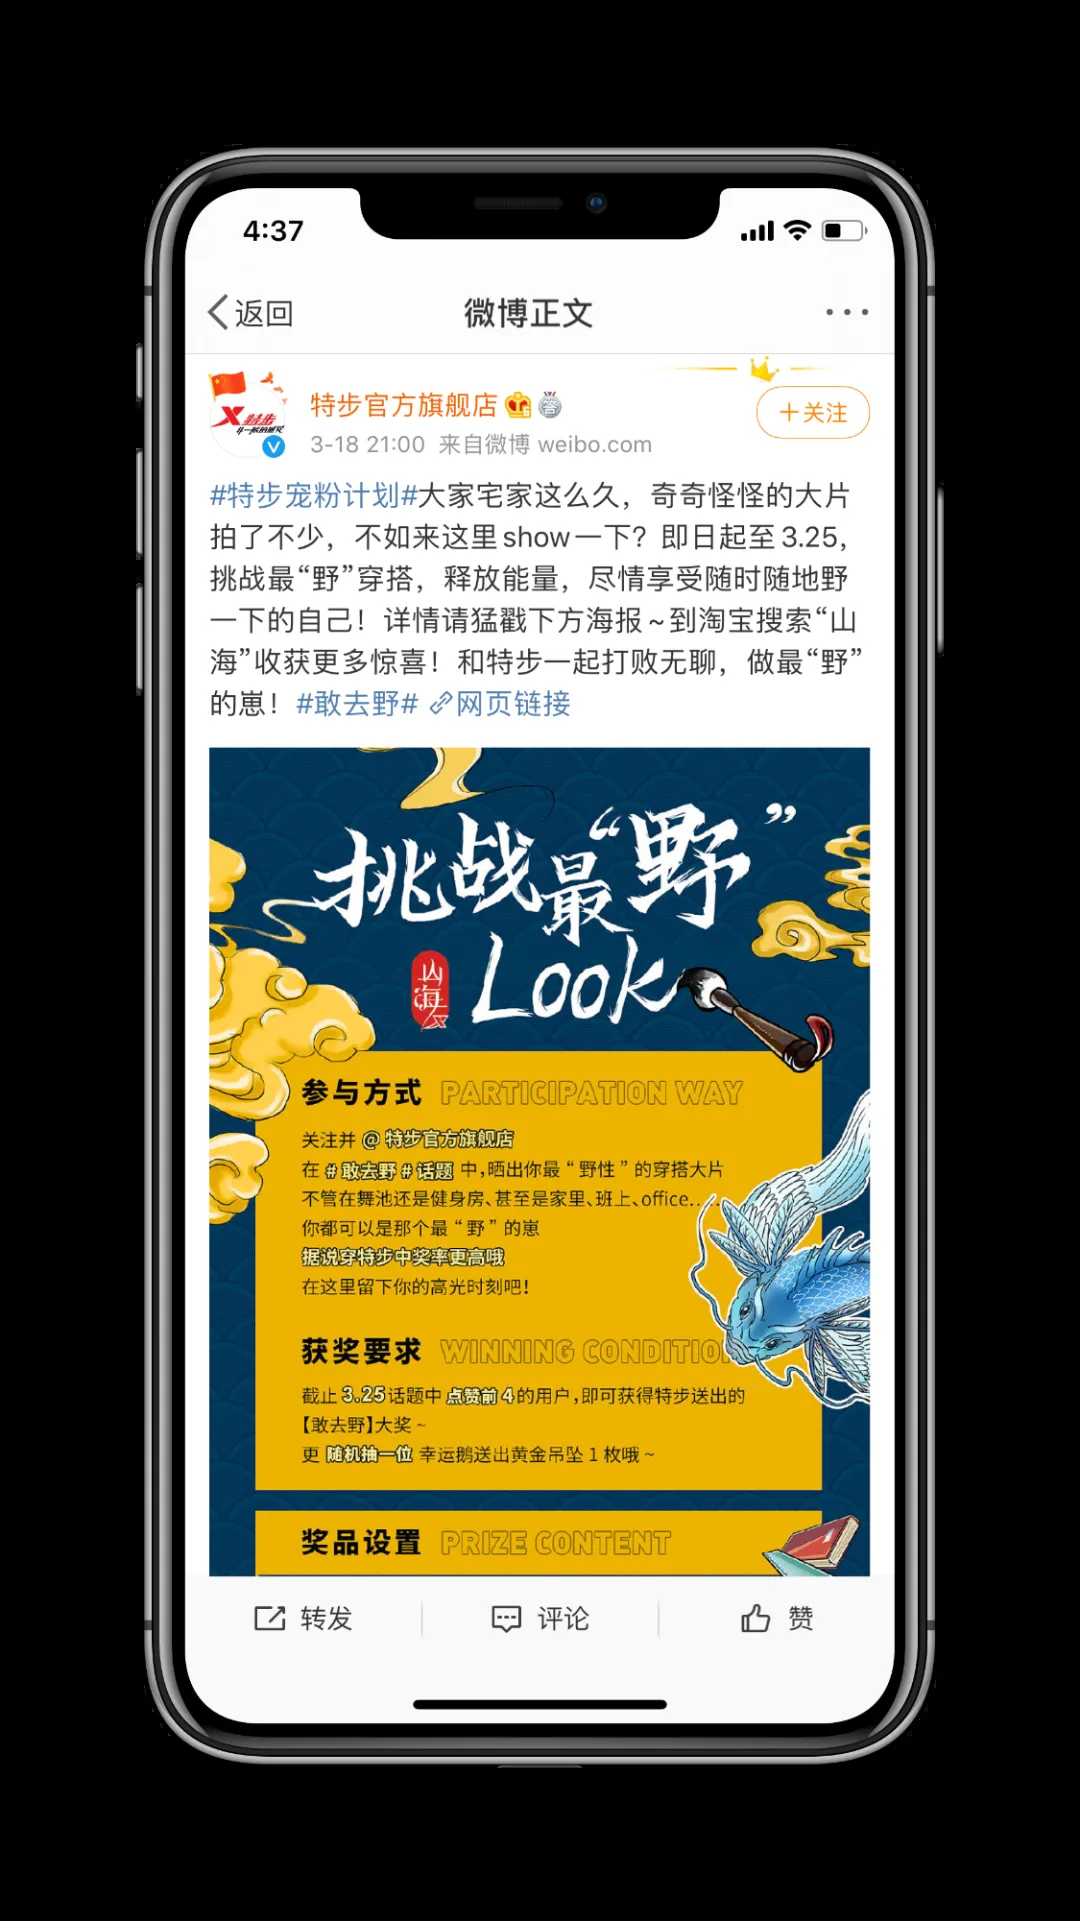 4:37
返回
微博正文
特步
特步官方旗舰店
+关注
3-18 21:00 来自微博 weibo.com
#特步宠粉计划#大家宅家这么久，奇奇怪怪的大片
拍了不少，不如来这里show一下？即日起至3.25，
挑战最“野”穿搭，释放能量，尽情享受随时随地野
一下的自己！详情请猛戳下方海报~到淘宝搜索“山
海”收获更多惊喜！和特步一起打败无聊，做最“野”
的崽！#敢去野# 网页链接
挑战最“野”
山海 Look
参与方式 PARTICIPATION WAY
关注并 @ 特步官方旗舰店
在 # 敢去野 # 话题 中,晒出你最 “ 野性 ” 的穿搭大片
不管在舞池还是健身房、甚至是家里、班上、office.....
你都可以是那个最 “ 野 ” 的崽
据说穿特步中奖率更高哦
在这里留下你的高光时刻吧!
获奖要求 WINNING CONDITION
截止 3.25 话题中 点赞前 4 的用户,即可获得特步送出的
【敢去野】大奖 ~
更 随机抽一位 幸运鹅送出黄金吊坠 1 枚哦 ~
奖品设置 PRIZE CONTENT
转发
评论
赞